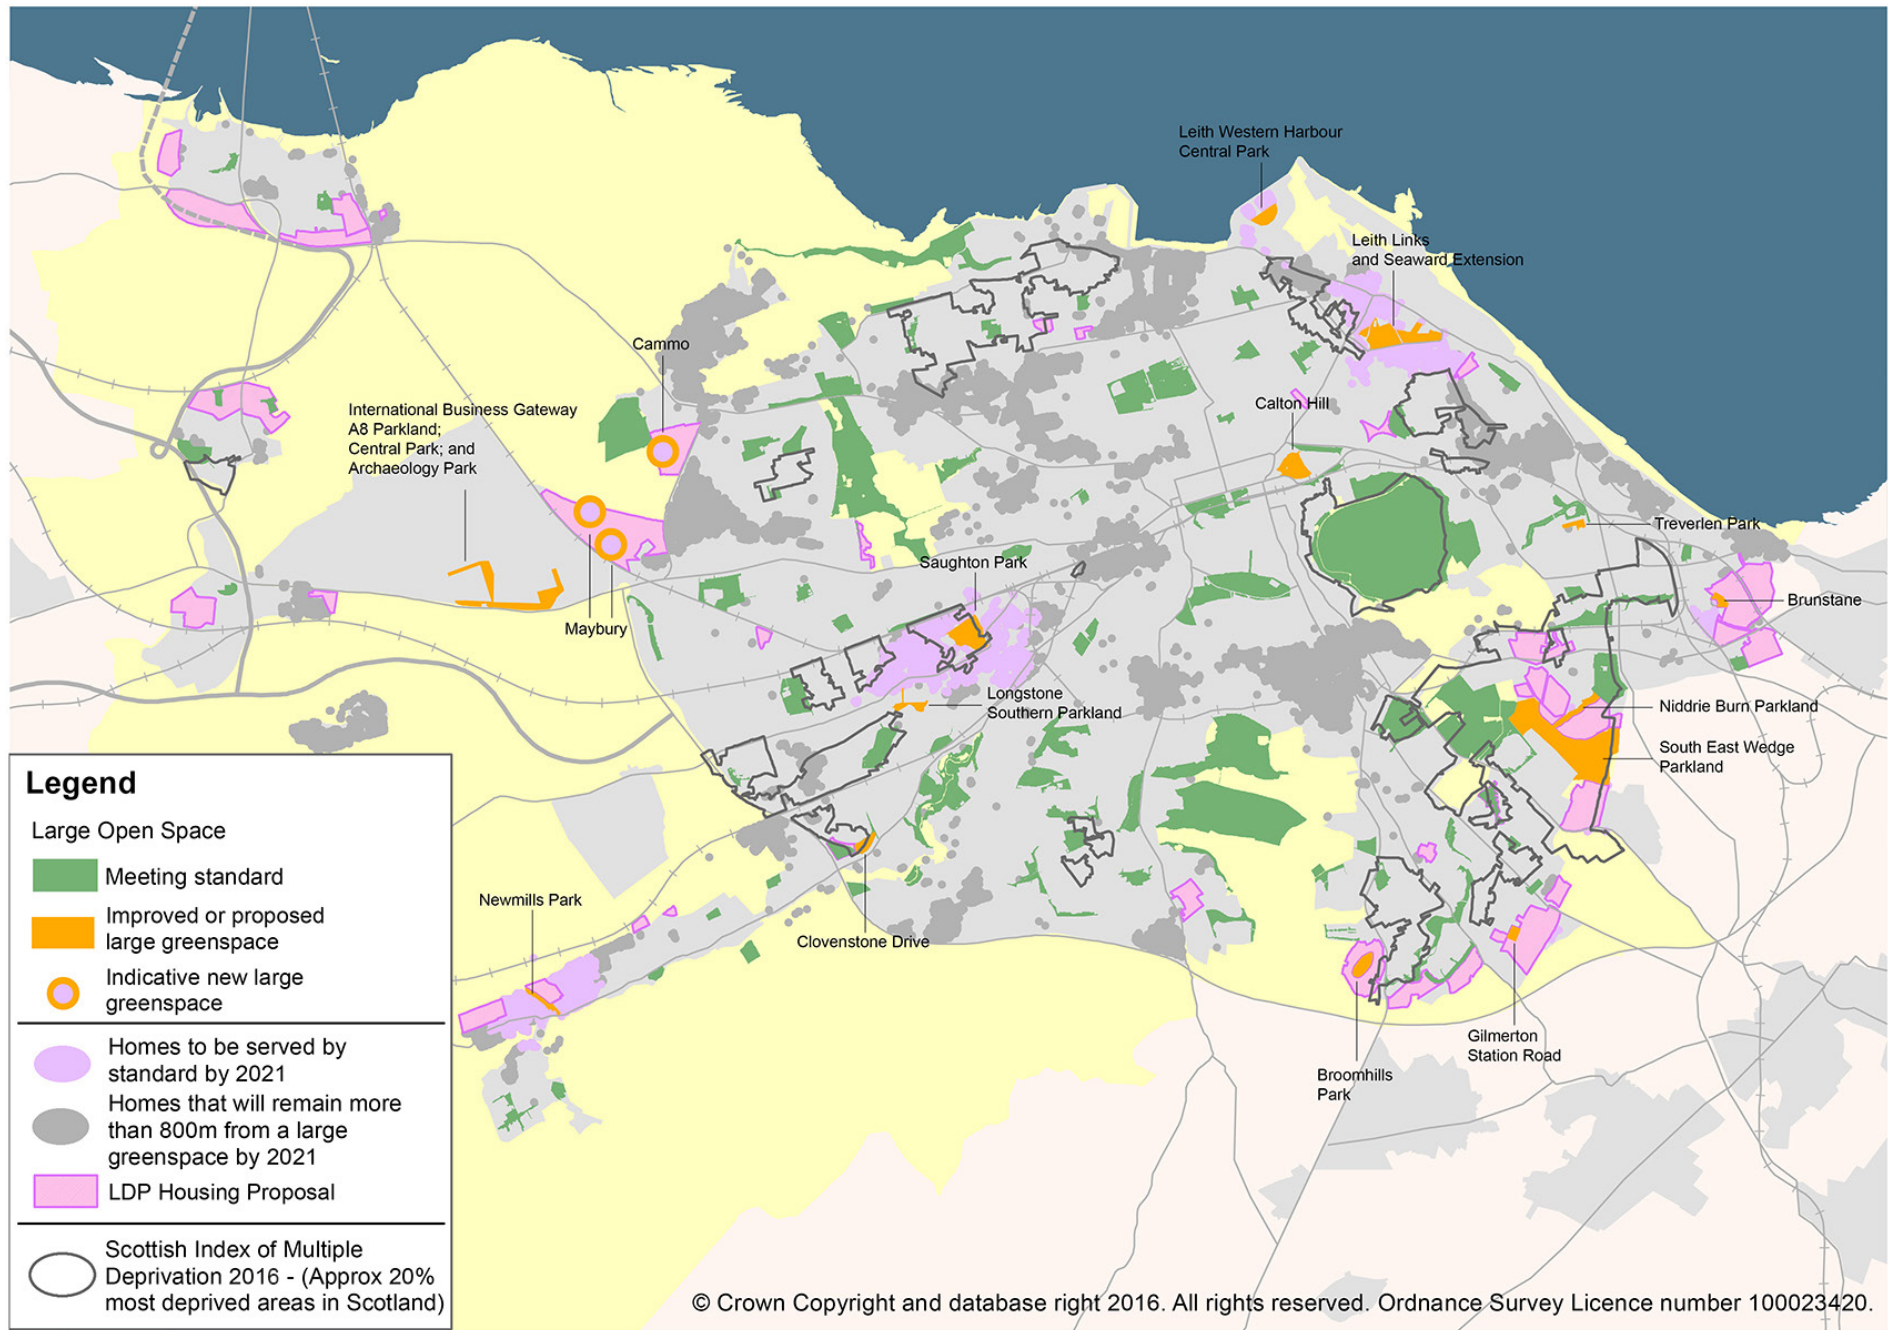 Leith Western Harbour
Central Park
Leith Links
and Seaward Extension
Cammo
International Business Gateway
A8 Parkland;
Central Park; and
Archaeology Park
Calton Hill
Treverlen Park
Saughton Park
Brunstane
Maybury
Longstone
Southern Parkland
Niddrie Burn Parkland
South East Wedge
Parkland
Newmills Park
Clovenstone Drive
Gilmerton
Station Road
Broomhills
Park
Legend
Large Open Space
Meeting standard
Improved or proposed
large greenspace
Indicative new large
greenspace
Homes to be served by
standard by 2021
Homes that will remain more
than 800m from a large
greenspace by 2021
LDP Housing Proposal
Scottish Index of Multiple
Deprivation 2016 - (Approx 20%
most deprived areas in Scotland)
© Crown Copyright and database right 2016. All rights reserved. Ordnance Survey Licence number 100023420.